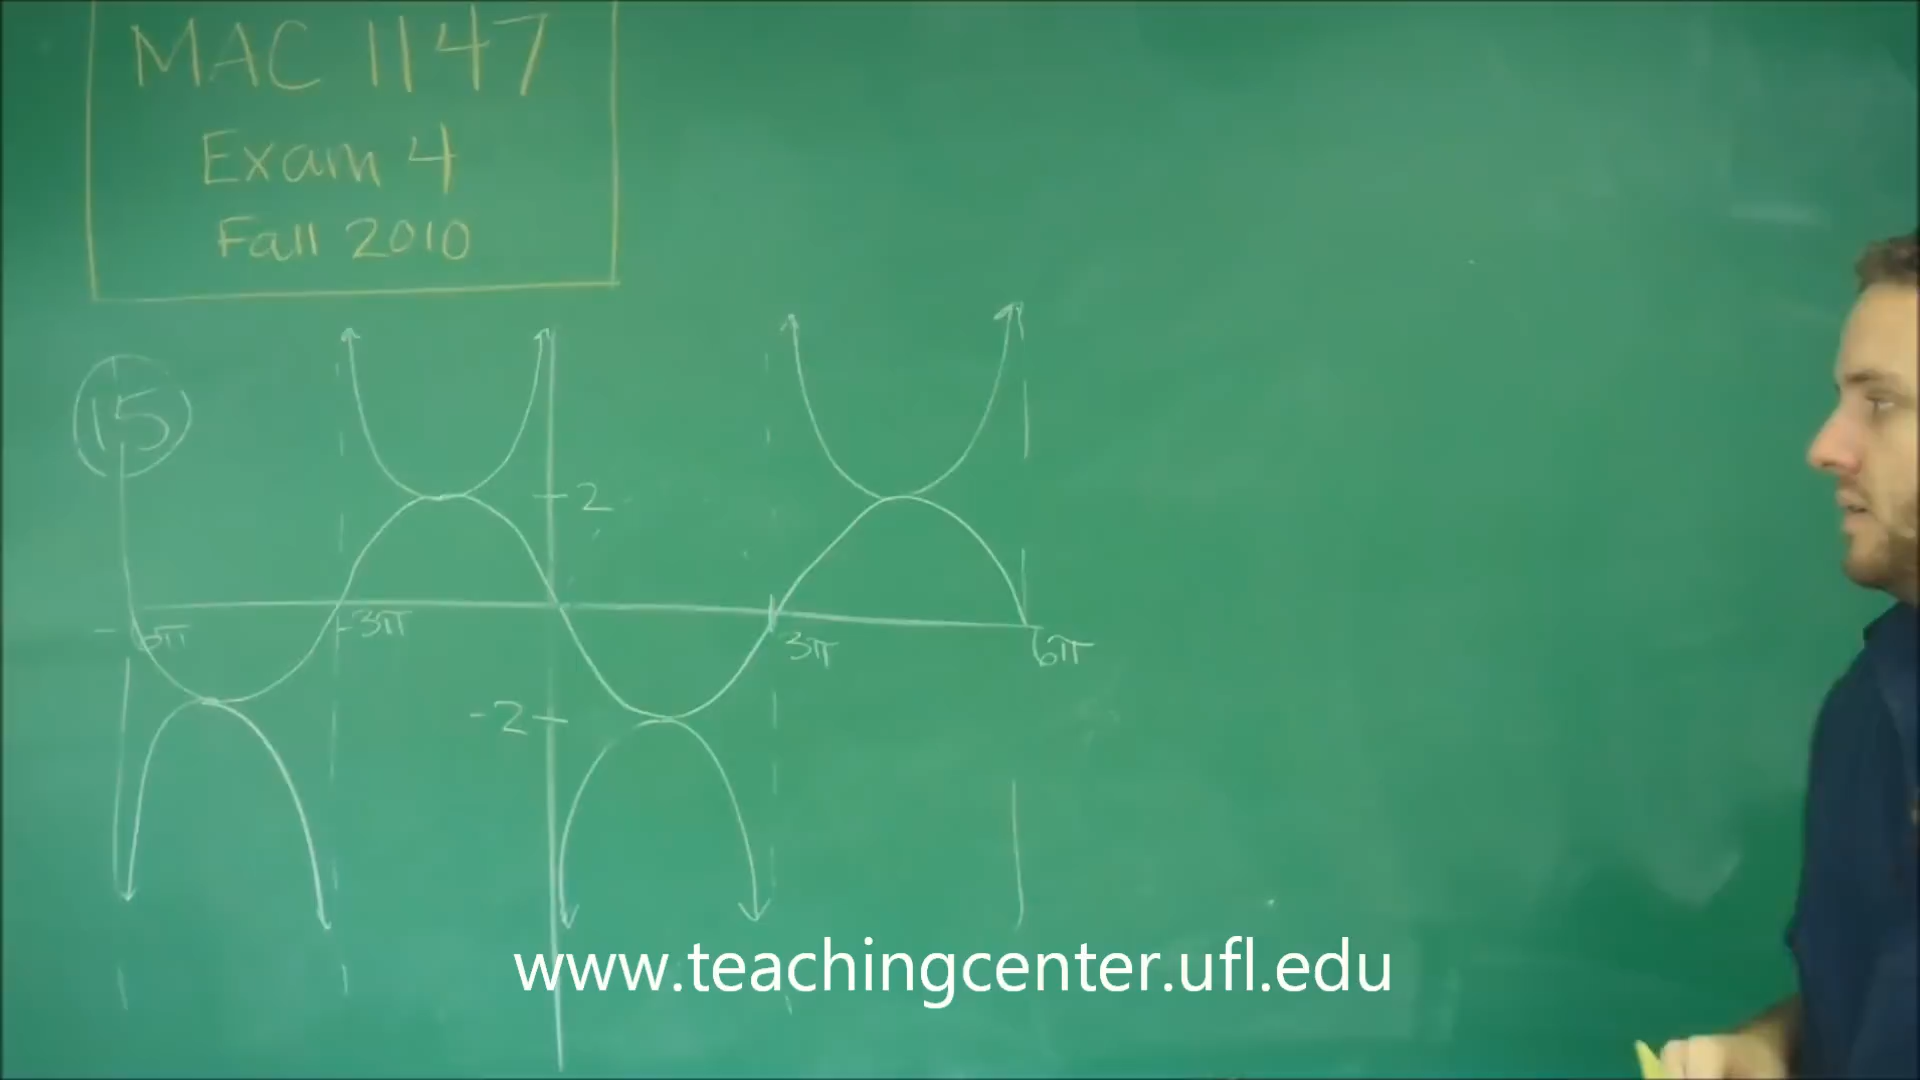 MAC 1147
Exam 4
Fall 2010
15
2
-6π
-3π
3π
6π
-2
www.teachingcenter.ufl.edu